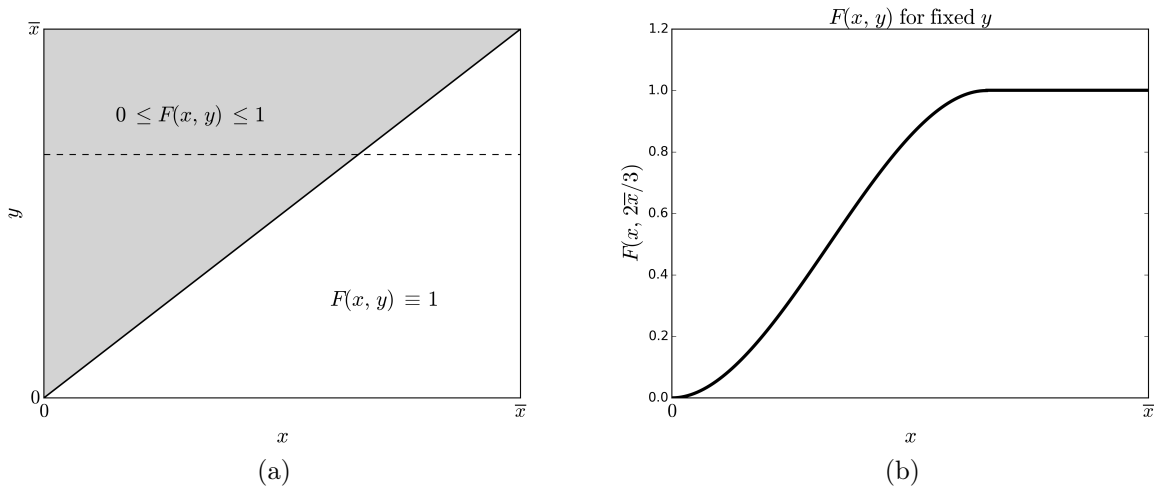 x̅
0 ≤ F(x, y) ≤ 1
y
F(x, y) ≡ 1
0
0
x̅
x
(a)
F(x, y) for fixed y
1.2
1.0
0.8
0.6
0.4
0.2
0.0
F(x, 2x̅/3)
0
x̅
x
(b)